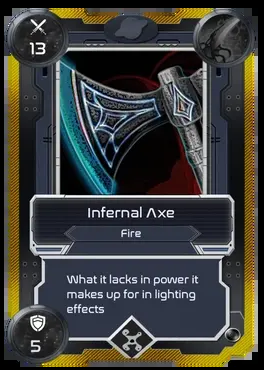 13
Infernal Axe
Fire
What it lacks in power it
makes up for in lighting
effects
5